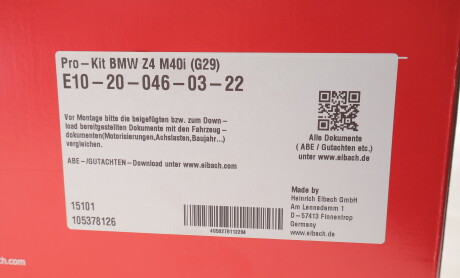 Pro-Kit BMW Z4 M40i (G29)
E10-20-046-03-22
Vor Montage bitte die beigefügten bzw. zum Down-
load bereitgestellten Dokumente mit den Fahrzeug-
dokumenten(Motorisierungen,Achslasten,Baujahr...)
vergleichen.
ABE-/GUTACHTEN-Download unter www.eibach.com
Alle Dokumente
( ABE / Gutachten etc.)
unter www.eibach.de
15101
105378126
Made by
Heinrich Eibach GmbH
Am Lennedamm 1
D-57413 Finnentrop
Germany
www.eibach.de
bach.com